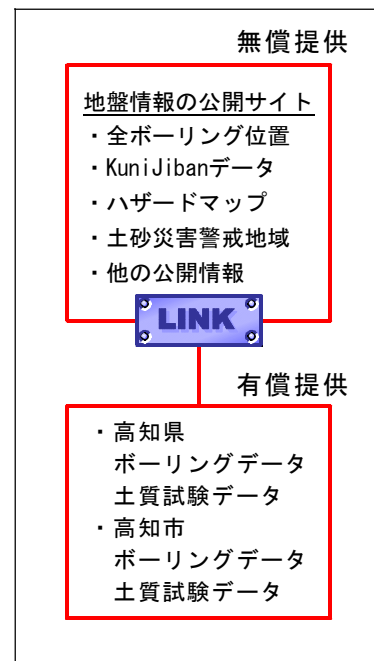 無償提供
地盤情報の公開サイト
・全ボーリング位置
・KuniJibanデータ
・ハザードマップ
・土砂災害警戒地域
・他の公開情報
LINK
有償提供
・高知県
ボーリングデータ
土質試験データ
・高知市
ボーリングデータ
土質試験データ